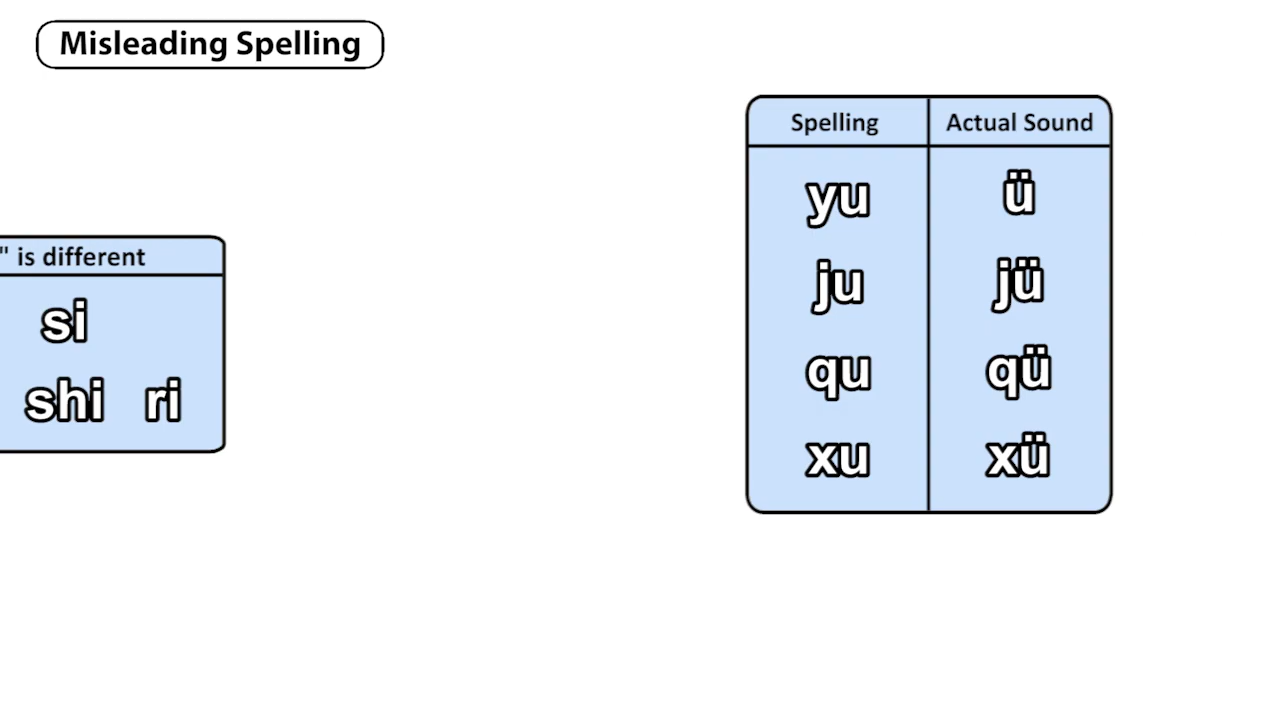 Misleading Spelling
" is different
si
shi ri
Spelling Actual Sound
yu ü
ju jü
qu qü
xu xü